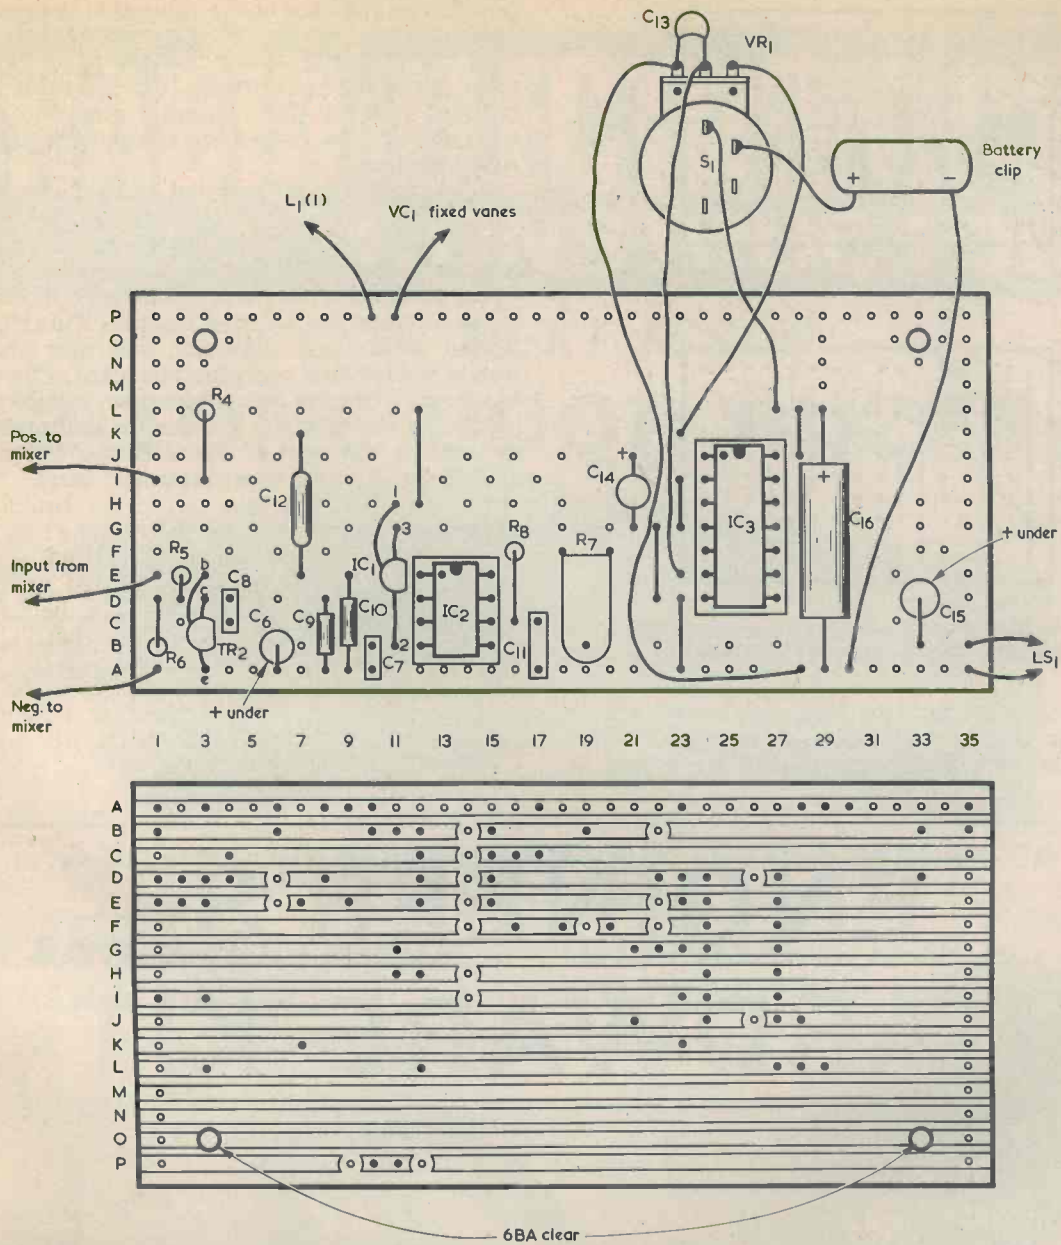 C13
VR1
S1
Battery
clip
+ −
L1(1)
VC1 fixed vanes
P
O
N
M
L
K
J
I
H
G
F
E
D
C
B
A
R4
Pos. to
mixer
C12
1
IC1
3
2
C14
+
IC3
+
C16
R8
R7
+ under
Input from
mixer
R5
b
c
C8
C6
C9
C10
C7
IC2
C11
C15
TR2
R6
e
LS1
Neg. to
mixer
+ under
1 3 5 7 9 11 13 15 17 19 21 23 25 27 29 31 33 35
A
B
C
D
E
F
G
H
I
J
K
L
M
N
O
P
6BA clear